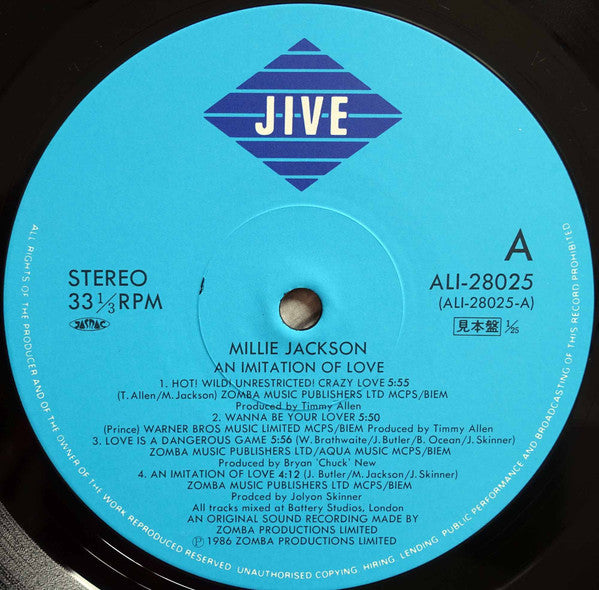 JIVE
A
STEREO
33 1/3 RPM
ALI-28025
(ALI-28025-A)
JASRAC
見本盤 1/25
MILLIE JACKSON
AN IMITATION OF LOVE
1. HOT! WILD! UNRESTRICTED! CRAZY LOVE 5:55
(T. Allen/M. Jackson) ZOMBA MUSIC PUBLISHERS LTD MCPS/BIEM
Produced by Timmy Allen
2. WANNA BE YOUR LOVER 5:50
(Prince) WARNER BROS MUSIC LIMITED MCPS/BIEM Produced by Timmy Allen
3. LOVE IS A DANGEROUS GAME 5:56 (W. Brathwaite/J. Butler/B. Ocean/J. Skinner)
ZOMBA MUSIC PUBLISHERS LTD/AQUA MUSIC MCPS/BIEM
Produced by Bryan 'Chuck' New
4. AN IMITATION OF LOVE 4:12 (J. Butler/M. Jackson/J. Skinner)
ZOMBA MUSIC PUBLISHERS LTD MCPS/BIEM
Prodced by Jolyon Skinner
All tracks mixed at Battery Studios, London
AN ORIGINAL SOUND RECORDING MADE BY
ZOMBA PRODUCTIONS LIMITED
℗ 1986 ZOMBA PRODUCTIONS LIMITED
ALL RIGHTS OF THE PRODUCER AND OF THE OWNER OF THE WORK REPRODUCED RESERVED. UNAUTHORISED COPYING. HIRING. LENDING. PUBLIC PERFORMANCE AND BROADCASTING OF THIS RECORD PROHIBITED